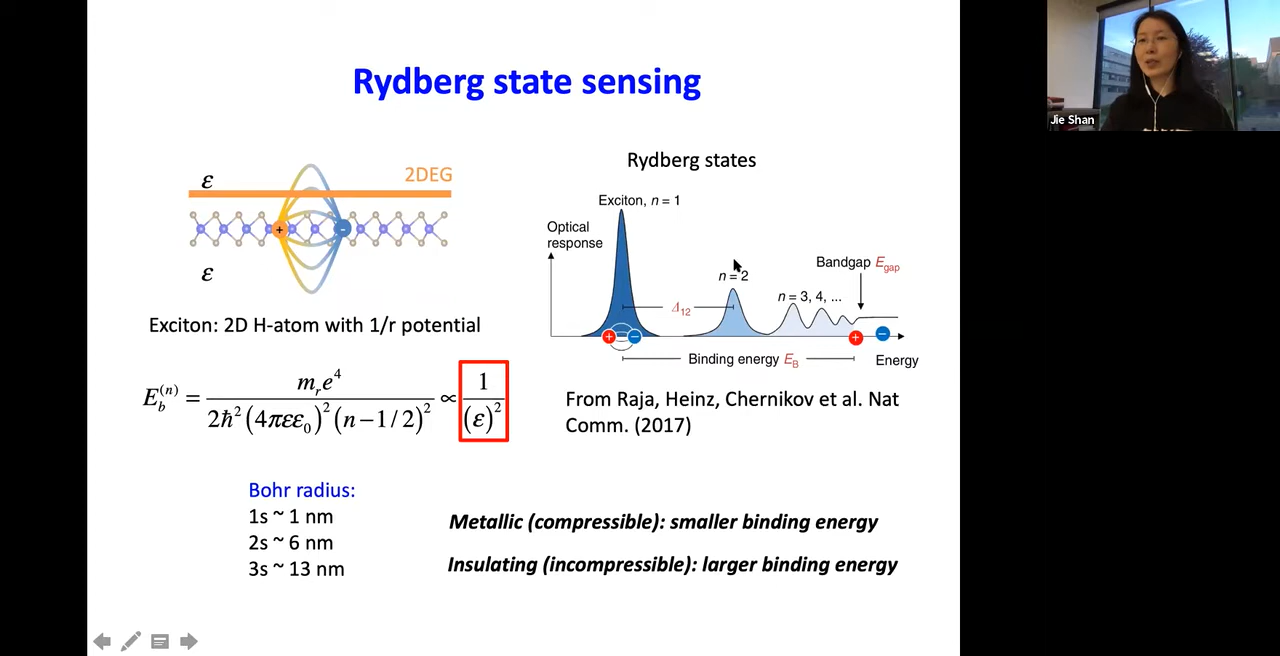 Rydberg state sensing
Jie Shan
ε
2DEG
+
-
ε
Exciton: 2D H-atom with 1/r potential
E_b^(n) = m_r e^4 / 2ħ^2 (4πεε_0)^2 (n−1/2)^2 ∝ 1 / (ε)^2
Rydberg states
Exciton, n = 1
Optical
response
n = 2
Bandgap E_gap
n = 3, 4, ...
Δ_12
+
−
+
−
Binding energy E_B
Energy
From Raja, Heinz, Chernikov et al. Nat
Comm. (2017)
Bohr radius:
1s ~ 1 nm
2s ~ 6 nm
3s ~ 13 nm
Metallic (compressible): smaller binding energy
Insulating (incompressible): larger binding energy